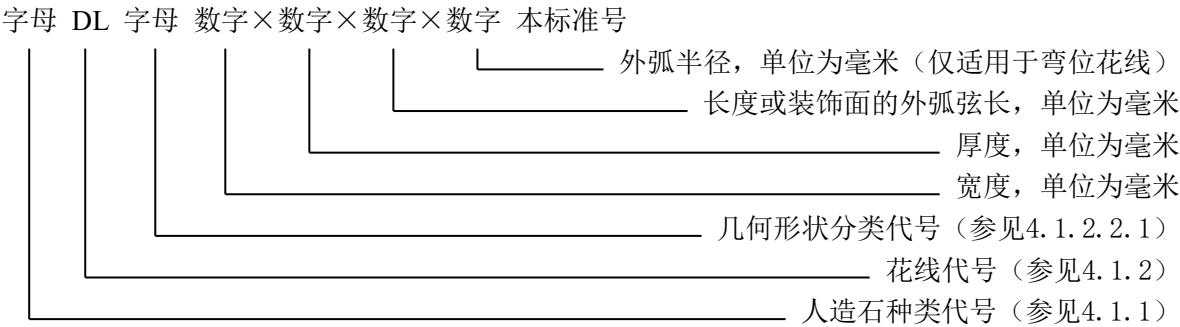 字母 DL 字母 数字×数字×数字×数字 本标准号
外弧半径，单位为毫米（仅适用于弯位花线）
长度或装饰面的外弧弦长，单位为毫米
厚度，单位为毫米
宽度，单位为毫米
几何形状分类代号（参见4.1.2.2.1）
花线代号（参见4.1.2）
人造石种类代号（参见4.1.1）